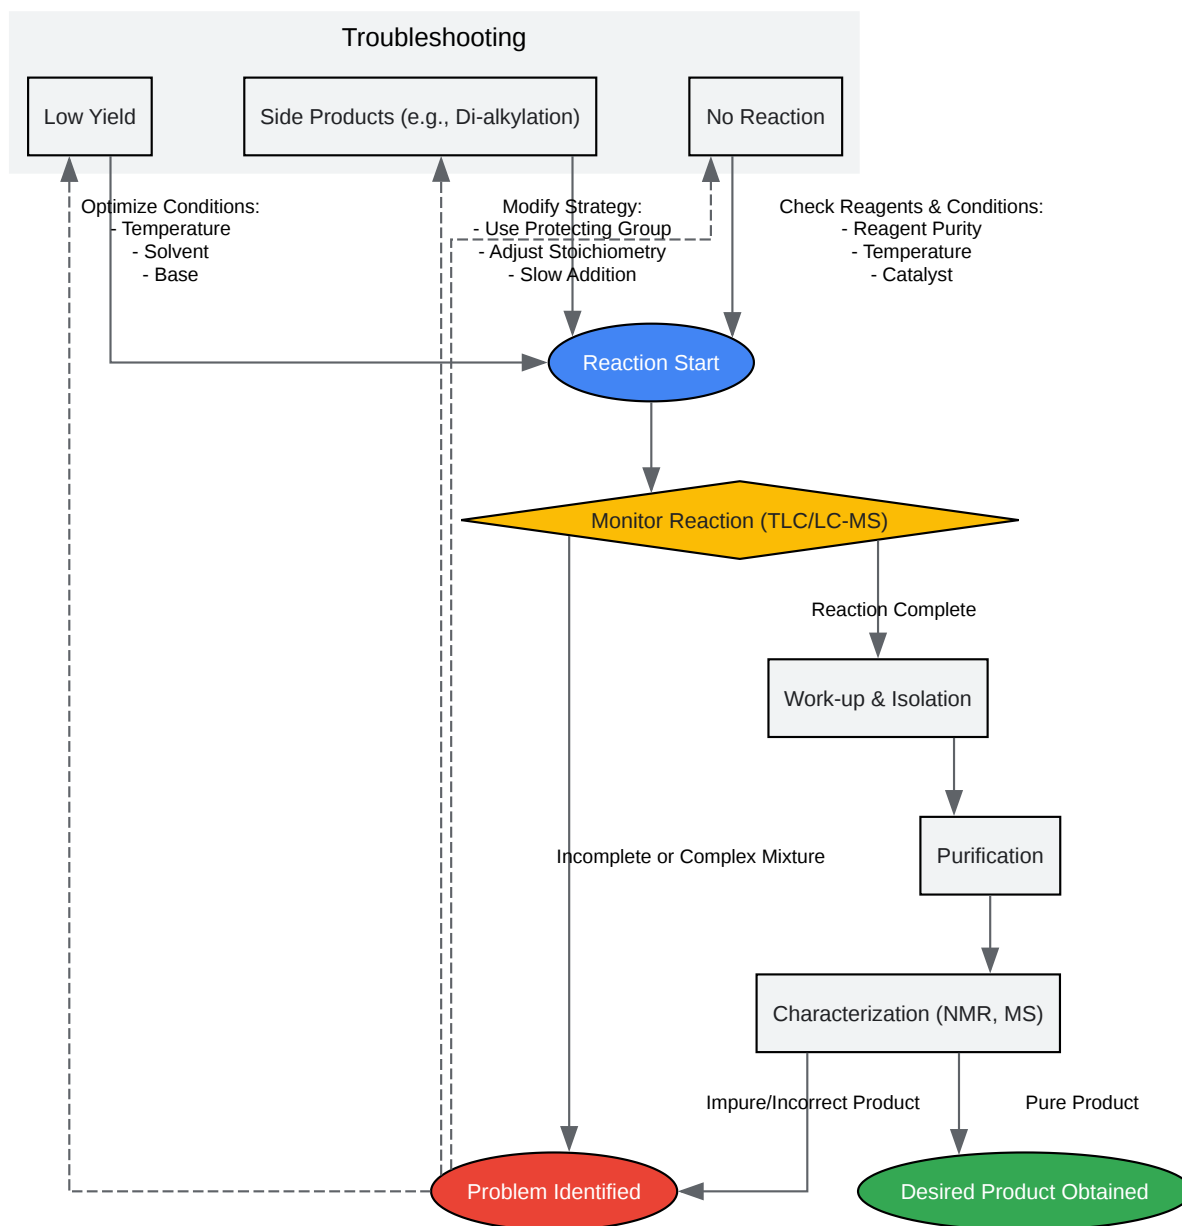 Troubleshooting
Low Yield
Side Products (e.g., Di-alkylation)
No Reaction
Optimize Conditions:
- Temperature
- Solvent
- Base
Modify Strategy:
- Use Protecting Group
- Adjust Stoichiometry
- Slow Addition
Check Reagents & Conditions:
- Reagent Purity
- Temperature
- Catalyst
Reaction Start
Monitor Reaction (TLC/LC-MS)
Reaction Complete
Work-up & Isolation
Incomplete or Complex Mixture
Purification
Characterization (NMR, MS)
Impure/Incorrect Product
Pure Product
Problem Identified
Desired Product Obtained